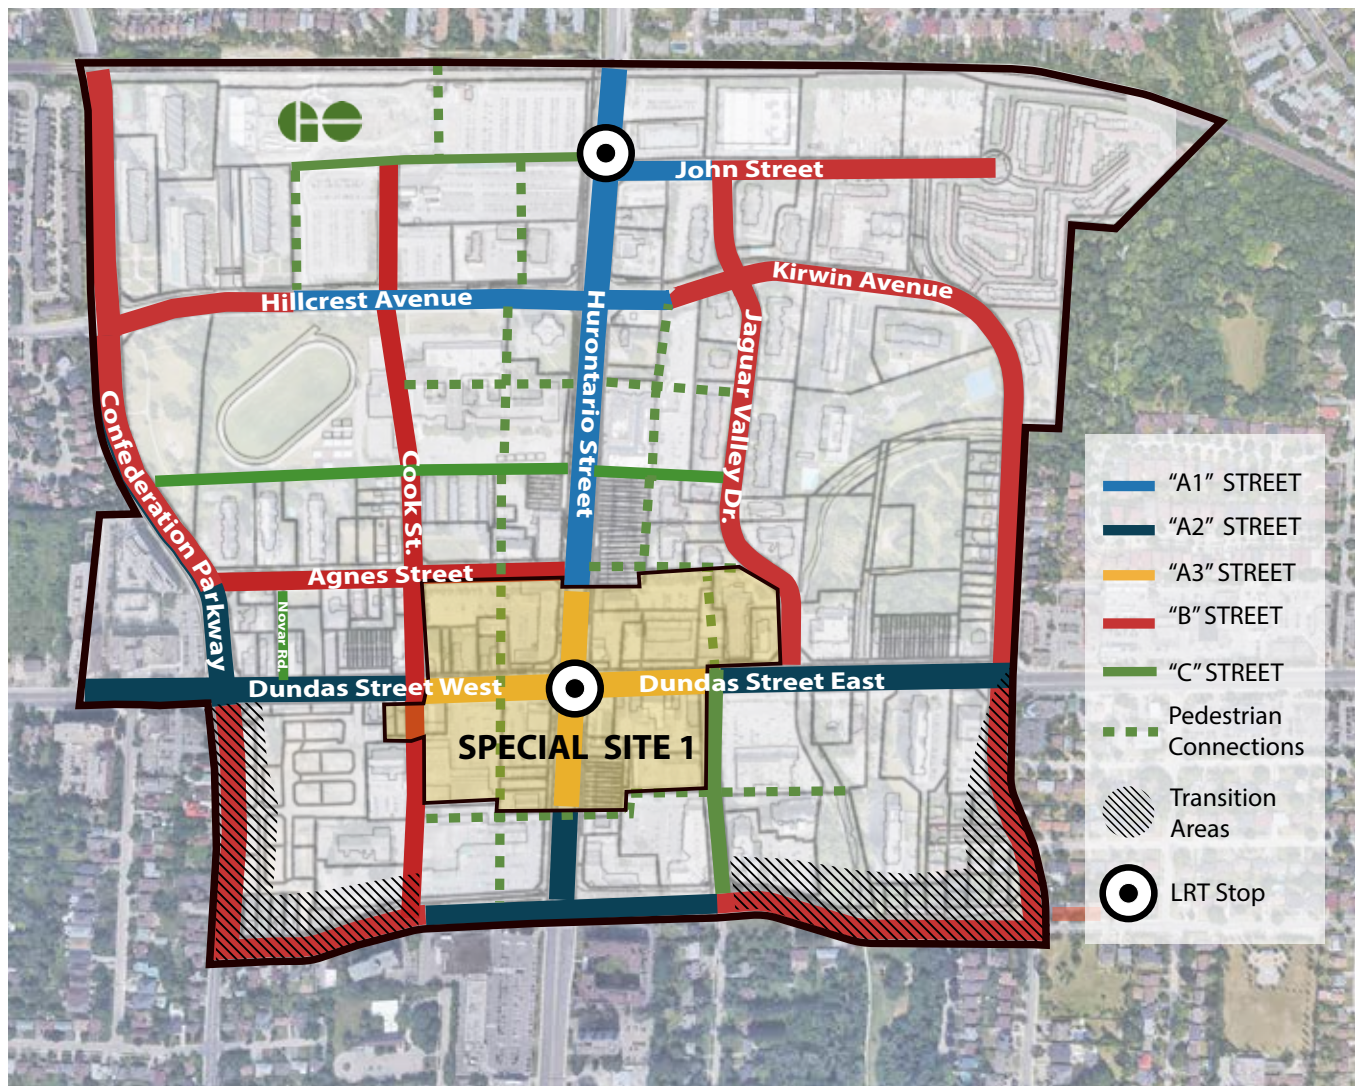 John Street
Kirwin Avenue
Hillcrest Avenue
Hurontario Street
Jaguar Valley Dr.
Confederation Parkway
Cook St.
Agnes Street
Novar Rd.
Dundas Street West
Dundas Street East
SPECIAL SITE 1
“A1” STREET
“A2” STREET
“A3” STREET
“B” STREET
“C” STREET
Pedestrian
Connections
Transition
Areas
LRT Stop